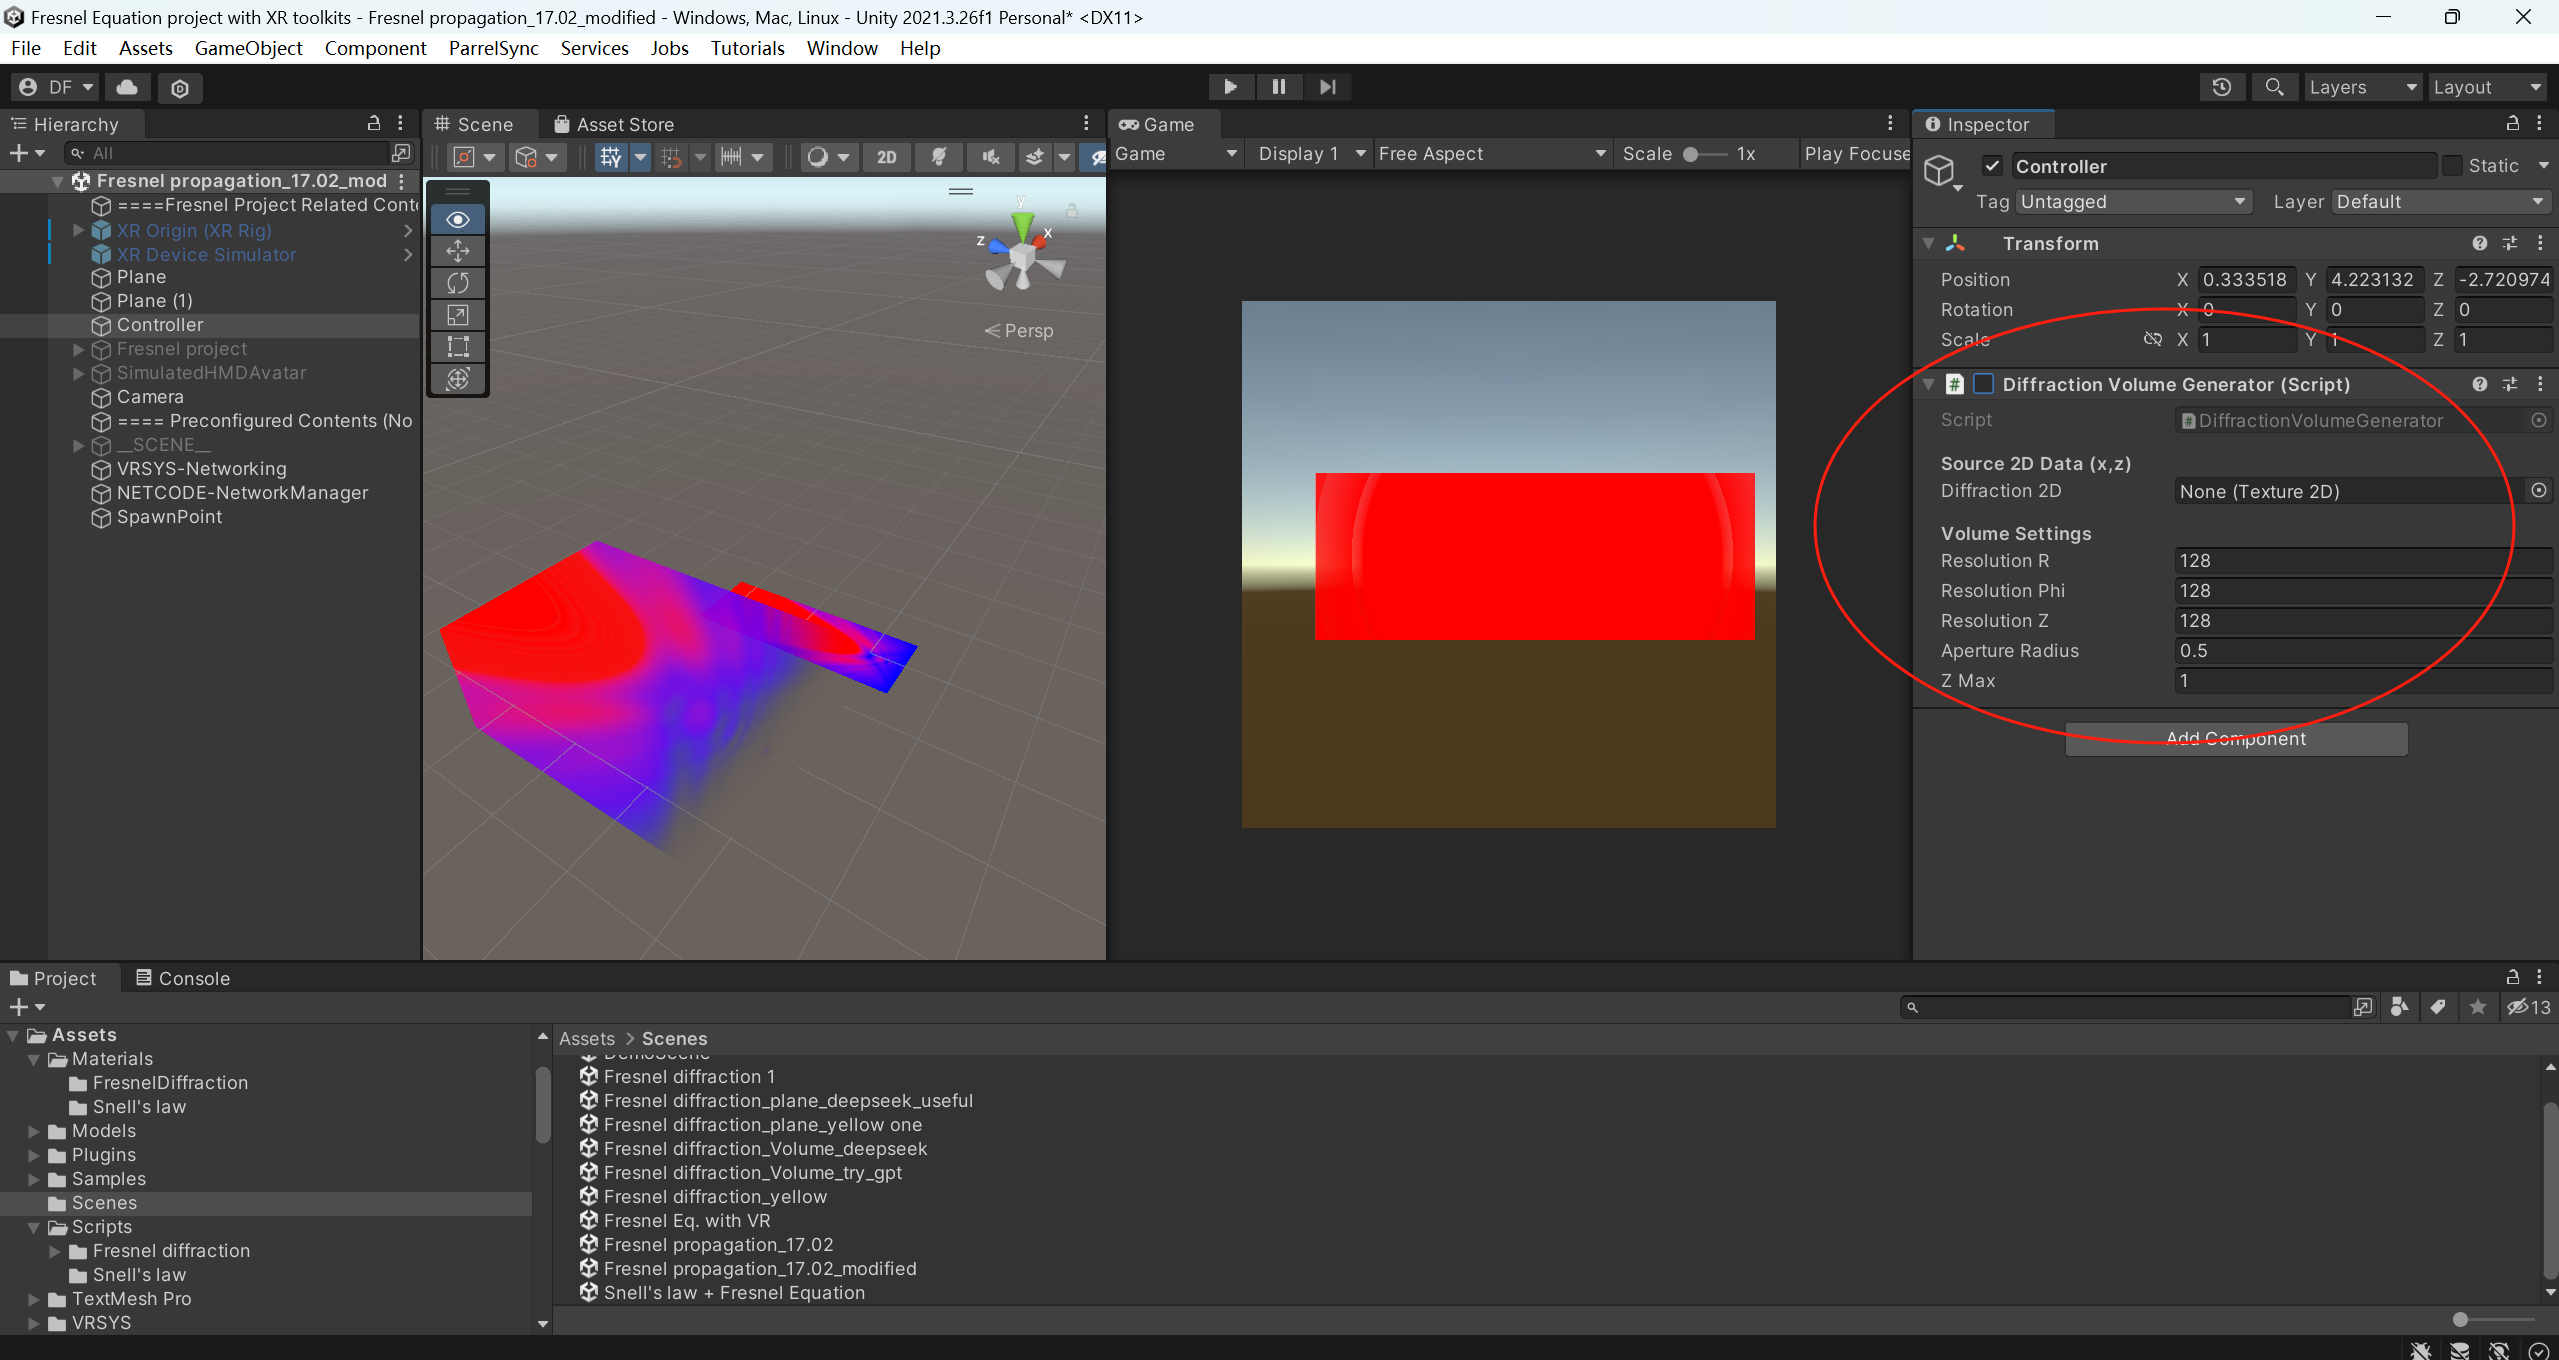 Fresnel Equation project with XR toolkits - Fresnel propagation_17.02_modified - Windows, Mac, Linux - Unity 2021.3.26f1 Personal* <DX11>
File Edit Assets GameObject Component ParrelSync Services Jobs Tutorials Window Help
DF
Layers
Layout
Hierarchy
All
Fresnel propagation_17.02_mod
====Fresnel Project Related Cont
XR Origin (XR Rig)
XR Device Simulator
Plane
Plane (1)
Controller
Fresnel project
SimulatedHMDAvatar
Camera
==== Preconfigured Contents (No
__SCENE__
VRSYS-Networking
NETCODE-NetworkManager
SpawnPoint
Scene
Asset Store
2D
y
x
z
Persp
Game
Game Display 1 Free Aspect Scale 1x Play Focuse
Inspector
Controller Static
Tag Untagged Layer Default
Transform
Position X 0.333518 Y 4.223132 Z -2.720974
Rotation X 0 Y 0 Z 0
Scale X 1 Y 1 Z 1
# Diffraction Volume Generator (Script)
Script # DiffractionVolumeGenerator
Source 2D Data (x,z)
Diffraction 2D None (Texture 2D)
Volume Settings
Resolution R 128
Resolution Phi 128
Resolution Z 128
Aperture Radius 0.5
Z Max 1
Add Component
Project
Console
13
Assets
Materials
FresnelDiffraction
Snell's law
Models
Plugins
Samples
Scenes
Scripts
Fresnel diffraction
Snell's law
TextMesh Pro
VRSYS
Assets > Scenes
DemoScene
Fresnel diffraction 1
Fresnel diffraction_plane_deepseek_useful
Fresnel diffraction_plane_yellow one
Fresnel diffraction_Volume_deepseek
Fresnel diffraction_Volume_try_gpt
Fresnel diffraction_yellow
Fresnel Eq. with VR
Fresnel propagation_17.02
Fresnel propagation_17.02_modified
Snell's law + Fresnel Equation